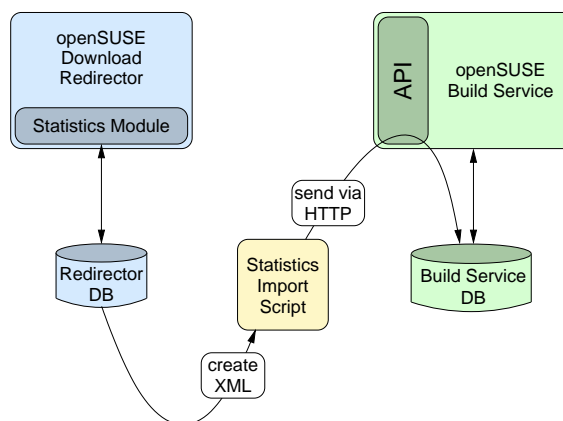 openSUSE
Download
Redirector
Statistics Module
API
openSUSE
Build Service
send via
HTTP
Redirector
DB
Statistics
Import
Script
Build Service
DB
create
XML